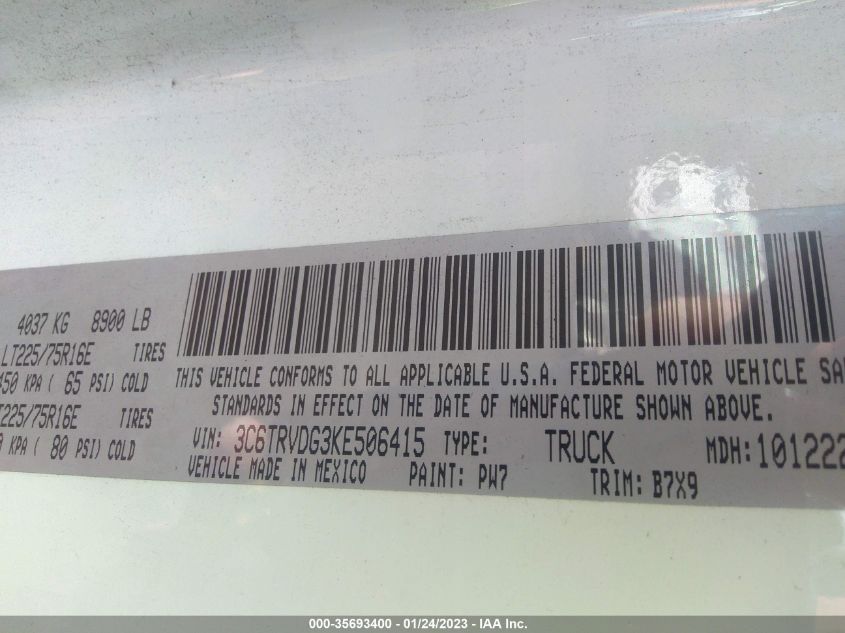 4037 KG 8900 LB
LT225/75R16E TIRES
450 KPA ( 65 PSI) COLD
T225/75R16E TIRES
0 KPA ( 80 PSI) COLD
THIS VEHICLE CONFORMS TO ALL APPLICABLE U.S.A. FEDERAL MOTOR VEHICLE SA
STANDARDS IN EFFECT ON THE DATE OF MANUFACTURE SHOWN ABOVE.
VIN: 3C6TRVDG3KE506415 TYPE: TRUCK MDH: 101222
VEHICLE MADE IN MEXICO PAINT: PW7 TRIM: B7X9
000-35693400 - 01/24/2023 - IAA Inc.